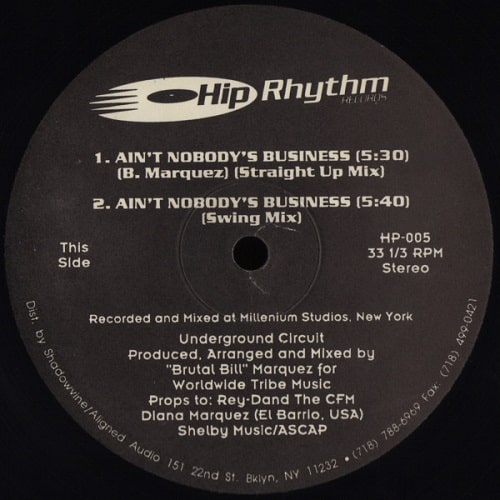 Hip Rhythm
RECORDS
1. AIN'T NOBODY'S BUSINESS (5:30)
(B. Marquez) (Straight Up Mix)
2. AIN'T NOBODY'S BUSINESS (5:40)
(Swing Mix)
This
Side
HP-005
33 1/3 RPM
Stereo
Recorded and Mixed at Millenium Studios, New York
Underground Circuit
Produced, Arranged and Mixed by
"Brutal Bill" Marquez for
Worldwide Tribe Music
Props to: Rey-Dand The CFM
Diana Marquez (El Barrio, USA)
Shelby Music/ASCAP
Dist. by Shadowvine/Aligned Audio 151 22nd St. Bklyn, NY 11232 • (718) 788-6969 Fax: (718) 499-0421